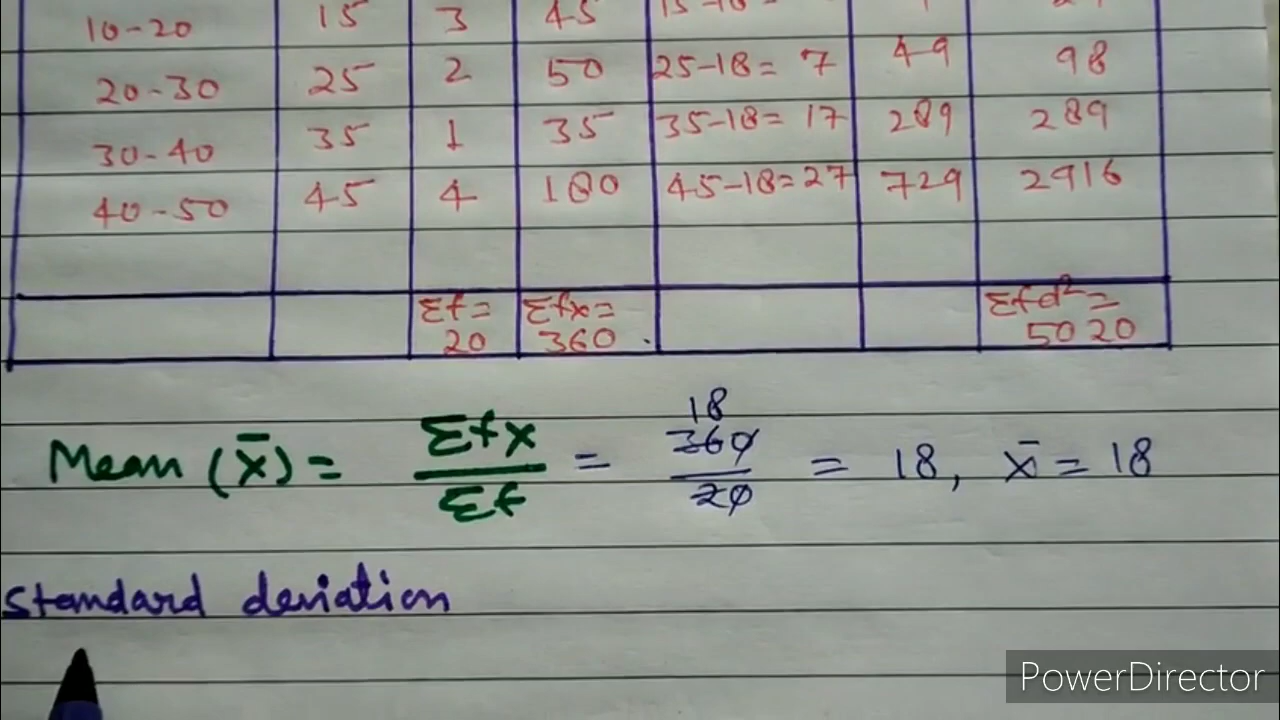 10-20 15 3 45
20-30 25 2 50 25-18= 7 49 98
30-40 35 1 35 35-18= 17 289 289
40-50 45 4 180 45-18=27 729 2916
Σf= Σfx= Σfd²=
20 360 5020
18
Mean (x̄) = Σfx/Σf = 360/20 = 18, x̄ = 18
Standard deviation
PowerDirector